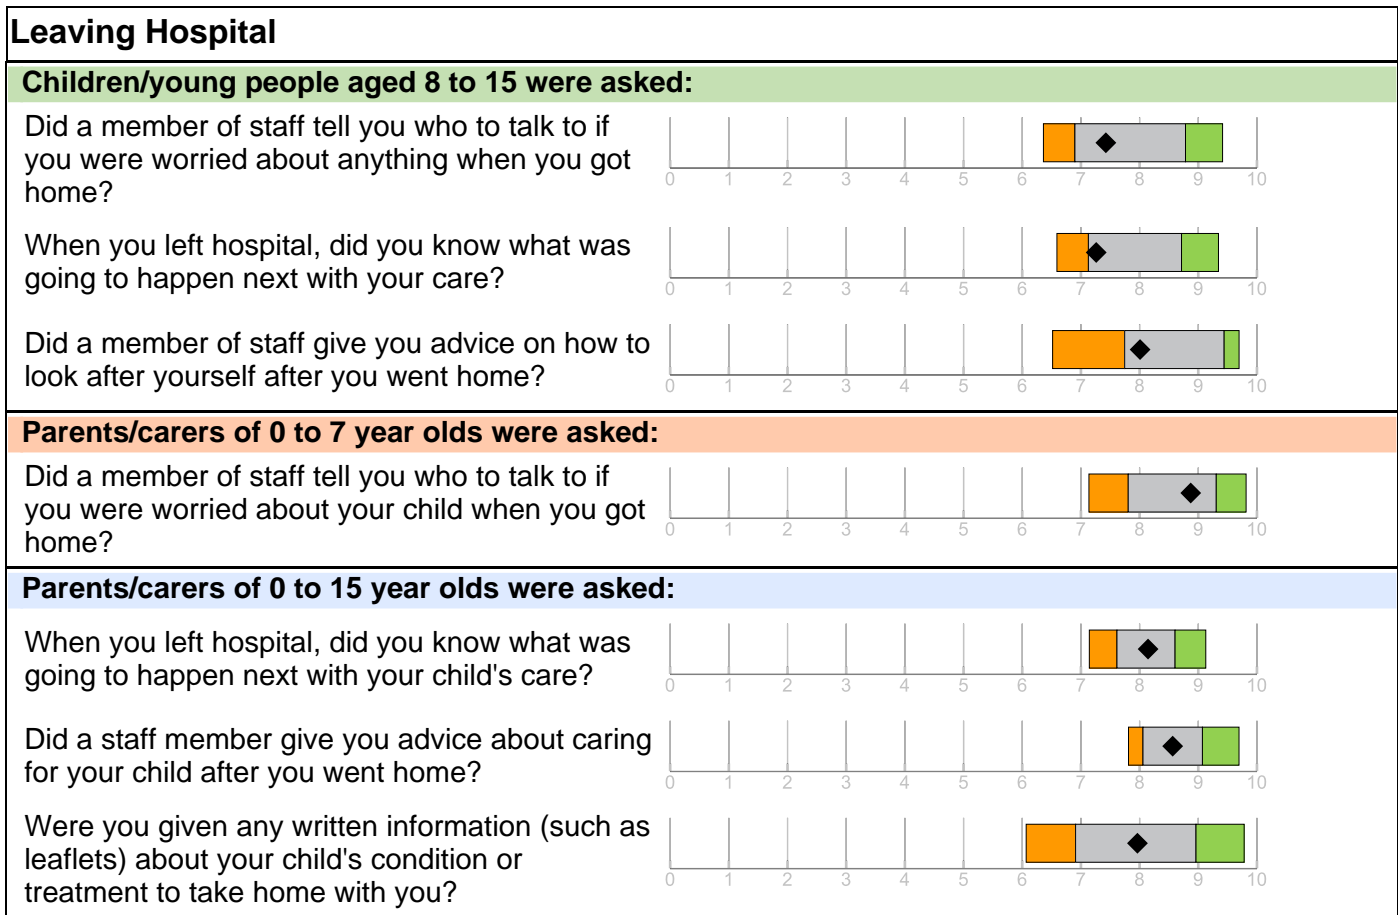 Leaving Hospital
Children/young people aged 8 to 15 were asked:
Did a member of staff tell you who to talk to if
you were worried about anything when you got
home?
0 1 2 3 4 5 6 7 8 9 10
When you left hospital, did you know what was
going to happen next with your care?
0 1 2 3 4 5 6 7 8 9 10
Did a member of staff give you advice on how to
look after yourself after you went home?
0 1 2 3 4 5 6 7 8 9 10
Parents/carers of 0 to 7 year olds were asked:
Did a member of staff tell you who to talk to if
you were worried about your child when you got
home?
0 1 2 3 4 5 6 7 8 9 10
Parents/carers of 0 to 15 year olds were asked:
When you left hospital, did you know what was
going to happen next with your child's care?
0 1 2 3 4 5 6 7 8 9 10
Did a staff member give you advice about caring
for your child after you went home?
0 1 2 3 4 5 6 7 8 9 10
Were you given any written information (such as
leaflets) about your child's condition or
treatment to take home with you?
0 1 2 3 4 5 6 7 8 9 10